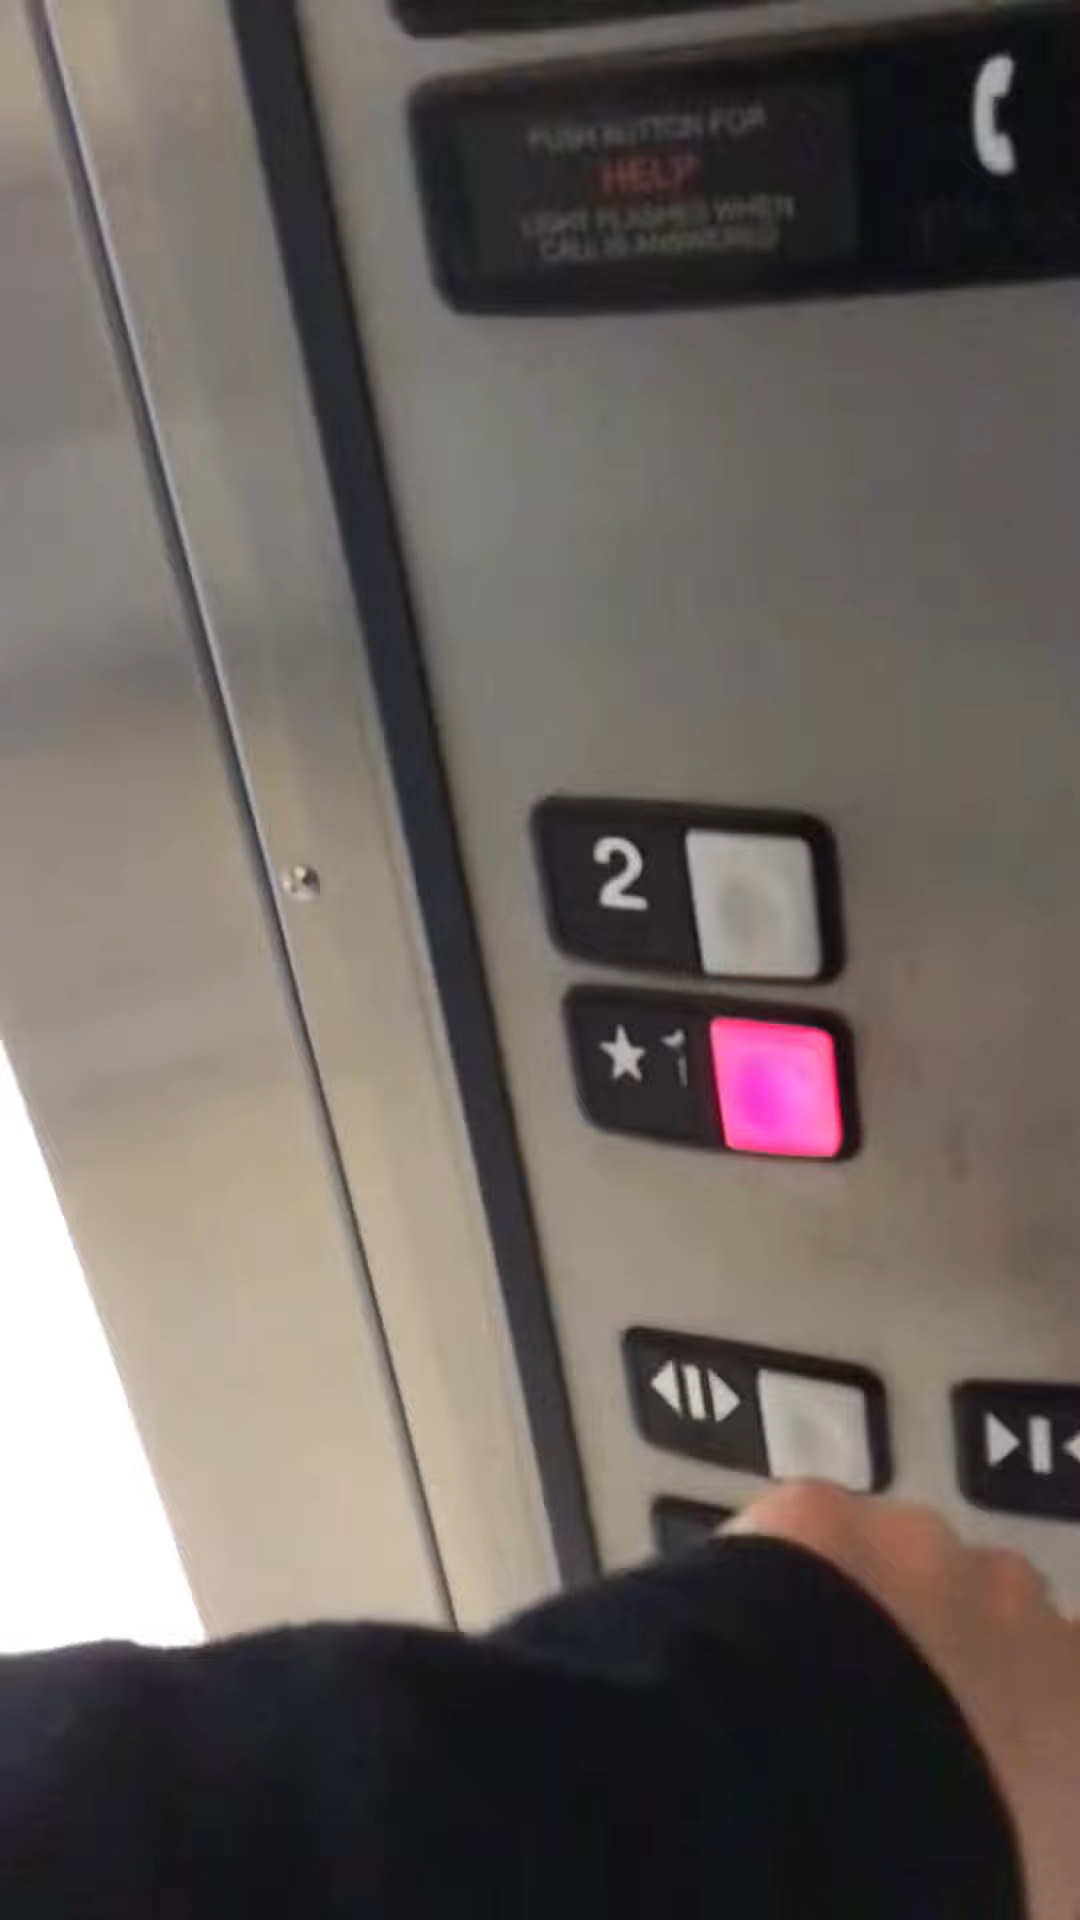 PUSH BUTTON FOR
HELP
LIGHT FLASHES WHEN
CALL IS ANSWERED
2
★ 1